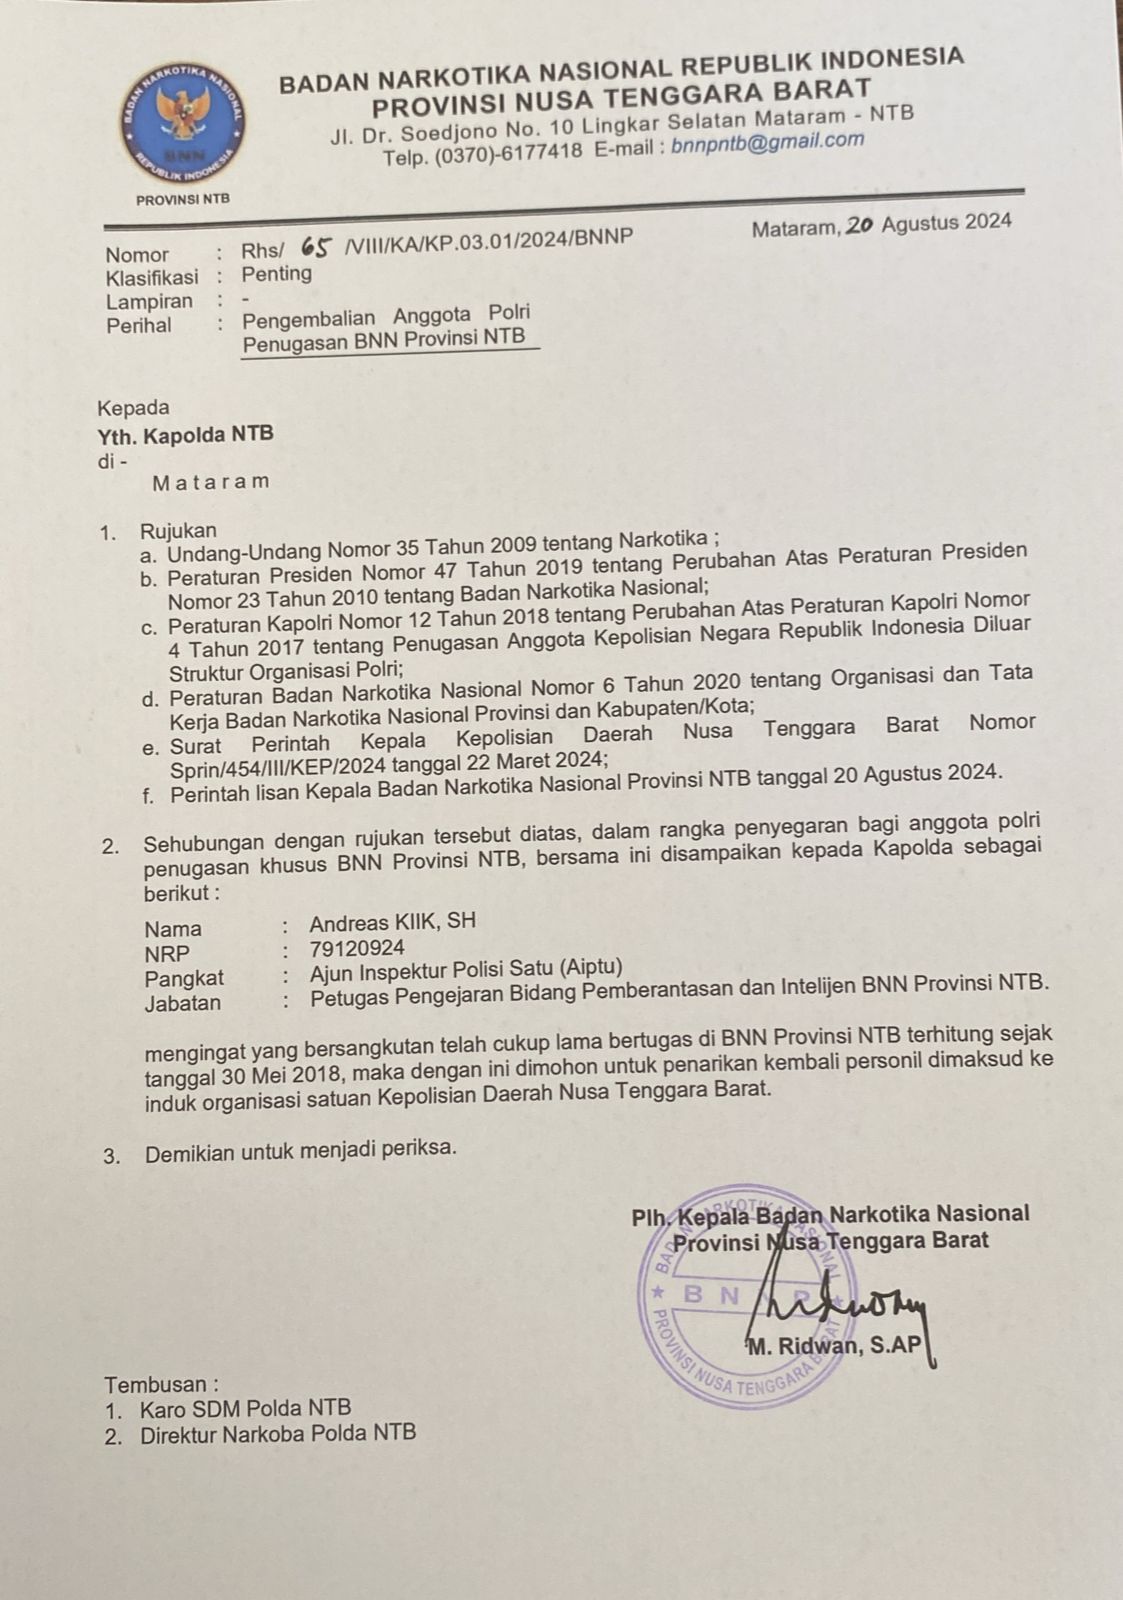 BADAN NARKOTIKA NASIONAL
BNN
REPUBLIK INDONESIA
PROVINSI NTB
BADAN NARKOTIKA NASIONAL REPUBLIK INDONESIA
PROVINSI NUSA TENGGARA BARAT
Jl. Dr. Soedjono No. 10 Lingkar Selatan Mataram - NTB
Telp. (0370)-6177418 E-mail : bnnpntb@gmail.com
Mataram, 20 Agustus 2024
Nomor : Rhs/ 65 /VIII/KA/KP.03.01/2024/BNNP
Klasifikasi : Penting
Lampiran : -
Perihal : Pengembalian Anggota Polri
Penugasan BNN Provinsi NTB
Kepada
Yth. Kapolda NTB
di -
M a t a r a m
1. Rujukan
a. Undang-Undang Nomor 35 Tahun 2009 tentang Narkotika ;
b. Peraturan Presiden Nomor 47 Tahun 2019 tentang Perubahan Atas Peraturan Presiden
Nomor 23 Tahun 2010 tentang Badan Narkotika Nasional;
c. Peraturan Kapolri Nomor 12 Tahun 2018 tentang Perubahan Atas Peraturan Kapolri Nomor
4 Tahun 2017 tentang Penugasan Anggota Kepolisian Negara Republik Indonesia Diluar
Struktur Organisasi Polri;
d. Peraturan Badan Narkotika Nasional Nomor 6 Tahun 2020 tentang Organisasi dan Tata
Kerja Badan Narkotika Nasional Provinsi dan Kabupaten/Kota;
e. Surat Perintah Kepala Kepolisian Daerah Nusa Tenggara Barat Nomor
Sprin/454/III/KEP/2024 tanggal 22 Maret 2024;
f. Perintah lisan Kepala Badan Narkotika Nasional Provinsi NTB tanggal 20 Agustus 2024.
2. Sehubungan dengan rujukan tersebut diatas, dalam rangka penyegaran bagi anggota polri
penugasan khusus BNN Provinsi NTB, bersama ini disampaikan kepada Kapolda sebagai
berikut :
Nama : Andreas KIIK, SH
NRP : 79120924
Pangkat : Ajun Inspektur Polisi Satu (Aiptu)
Jabatan : Petugas Pengejaran Bidang Pemberantasan dan Intelijen BNN Provinsi NTB.
mengingat yang bersangkutan telah cukup lama bertugas di BNN Provinsi NTB terhitung sejak
tanggal 30 Mei 2018, maka dengan ini dimohon untuk penarikan kembali personil dimaksud ke
induk organisasi satuan Kepolisian Daerah Nusa Tenggara Barat.
3. Demikian untuk menjadi periksa.
Plh. Kepala Badan Narkotika Nasional
Provinsi Nusa Tenggara Barat
BADAN NARKOTIKA NASIONAL
B N N P
PROVINSI NUSA TENGGARA BARAT
M. Ridwan, S.AP
Tembusan :
1. Karo SDM Polda NTB
2. Direktur Narkoba Polda NTB